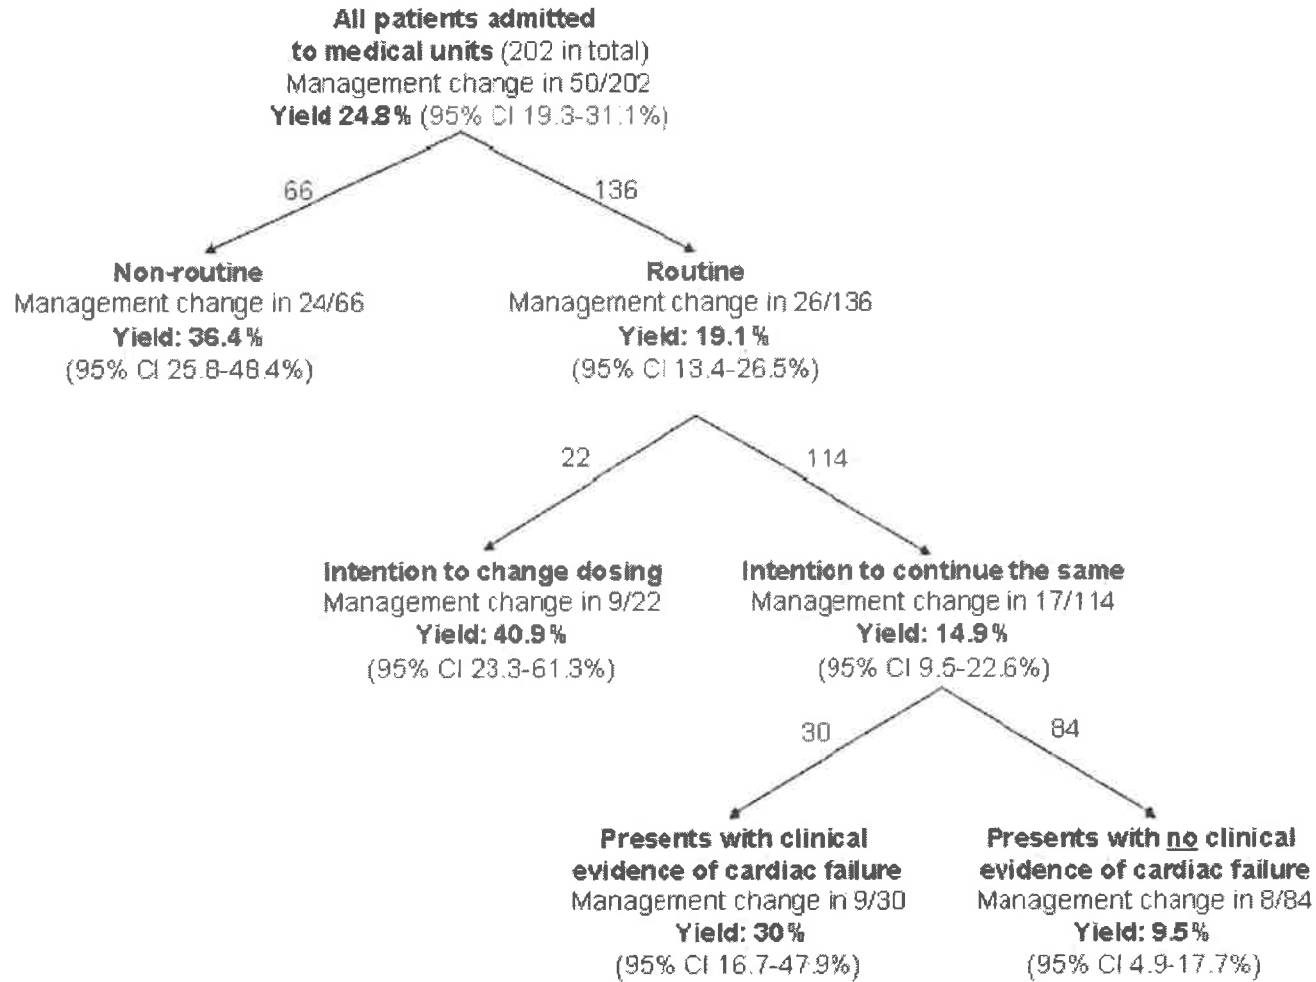 All patients admitted
to medical units (202 in total)
Management change in 50/202
Yield 24.8% (95% CI 19.3-31.1%)
66
136
Non-routine
Management change in 24/66
Yield: 36.4%
(95% CI 25.8-48.4%)
Routine
Management change in 26/136
Yield: 19.1%
(95% CI 13.4-26.5%)
22
114
Intention to change dosing
Management change in 9/22
Yield: 40.9%
(95% CI 23.3-61.3%)
Intention to continue the same
Management change in 17/114
Yield: 14.9%
(95% CI 9.5-22.6%)
30
84
Presents with clinical
evidence of cardiac failure
Management change in 9/30
Yield: 30%
(95% CI 16.7-47.9%)
Presents with no clinical
evidence of cardiac failure
Management change in 8/84
Yield: 9.5%
(95% CI 4.9-17.7%)